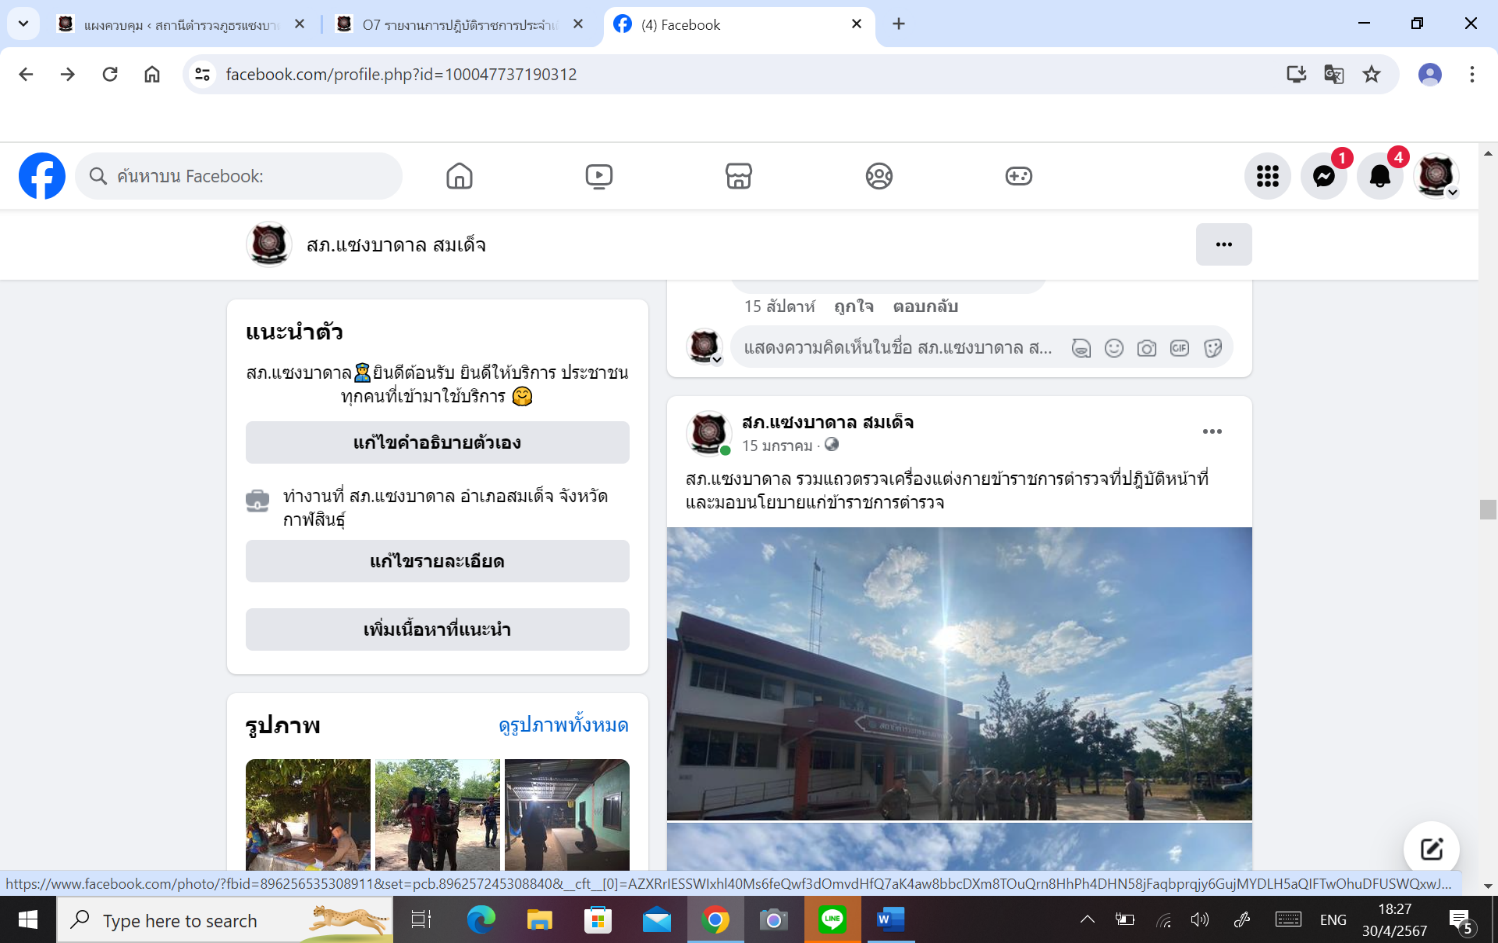 แผงควบคุม ‹ สถานีตำรวจภูธรแซงบา
O7 รายงานการปฏิบัติราชการประจำ
(4) Facebook
facebook.com/profile.php?id=100047737190312
ค้นหาบน Facebook:
1
4
สภ.แซงบาดาล สมเด็จ
15 สัปดาห์ ถูกใจ ตอบกลับ
แสดงความคิดเห็นในชื่อ สภ.แซงบาดาล ส...
GIF
แนะนำตัว
สภ.แซงบาดาล👮ยินดีต้อนรับ ยินดีให้บริการ ประชาชน
ทุกคนที่เข้ามาใช้บริการ 🤗
แก้ไขคำอธิบายตัวเอง
ทำงานที่ สภ.แซงบาดาล อำเภอสมเด็จ จังหวัด
กาฬสินธุ์
แก้ไขรายละเอียด
เพิ่มเนื้อหาที่แนะนำ
รูปภาพ
ดูรูปภาพทั้งหมด
สภ.แซงบาดาล สมเด็จ
15 มกราคม ·
สภ.แซงบาดาล รวมแถวตรวจเครื่องแต่งกายข้าราชการตำรวจที่ปฎิบัติหน้าที่
และมอบนโยบายแก่ข้าราชการตำรวจ
https://www.facebook.com/photo/?fbid=896256535308911&set=pcb.896257245308840&__cft__[0]=AZXRrIESSWIxhl40Ms6feQwf3dOmvdHfQ7aK4aw8bbcDXm8TOuQrn8HhPh4DHN58jFaqbprqjy6GujMYDLH5aQIFTwOhuDFUSWQxwJ...
Type here to search
LINE
ENG
18:27
30/4/2567
5